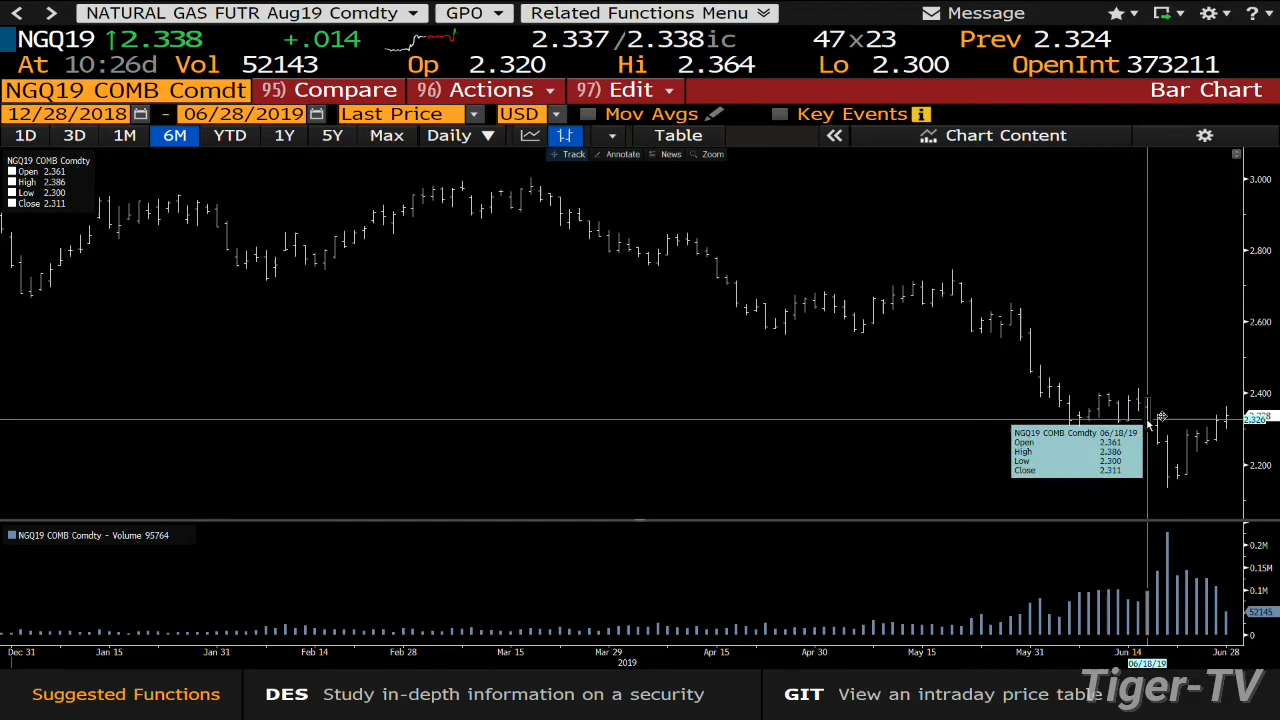 NATURAL GAS FUTR Aug19 Comdty GPO Related Functions Menu Message ?
NGQ19 ↑2.338 +.014 2.337/2.338ic 47x23 Prev 2.324
At 10:26d Vol 52143 Op 2.320 Hi 2.364 Lo 2.300 OpenInt 373211
NGQ19 COMB Comdt 95) Compare 96) Actions 97) Edit Bar Chart
12/28/2018 - 06/28/2019 Last Price USD Mov Avgs Key Events
1D 3D 1M 6M YTD 1Y 5Y Max Daily ▼ Table Chart Content
Track Annotate News Zoom
NGQ19 COMB Comdty
Open 2.361
High 2.386
Low 2.300
Close 2.311
3.000
2.800
2.600
2.400
2.326
2.200
NGQ19 COMB Comdty 06/18/19
Open 2.361
High 2.386
Low 2.300
Close 2.311
NGQ19 COMB Comdty - Volume 95764
0.2M
0.15M
0.1M
52145
0
Dec 31 Jan 15 Jan 31 Feb 14 Feb 28 Mar 15 Mar 29 Apr 15 Apr 30 May 15 May 31 Jun 14 Jun 28
2019 06/18/19
Suggested Functions DES Study in-depth information on a security GIT View an intraday price table
Tiger-TV